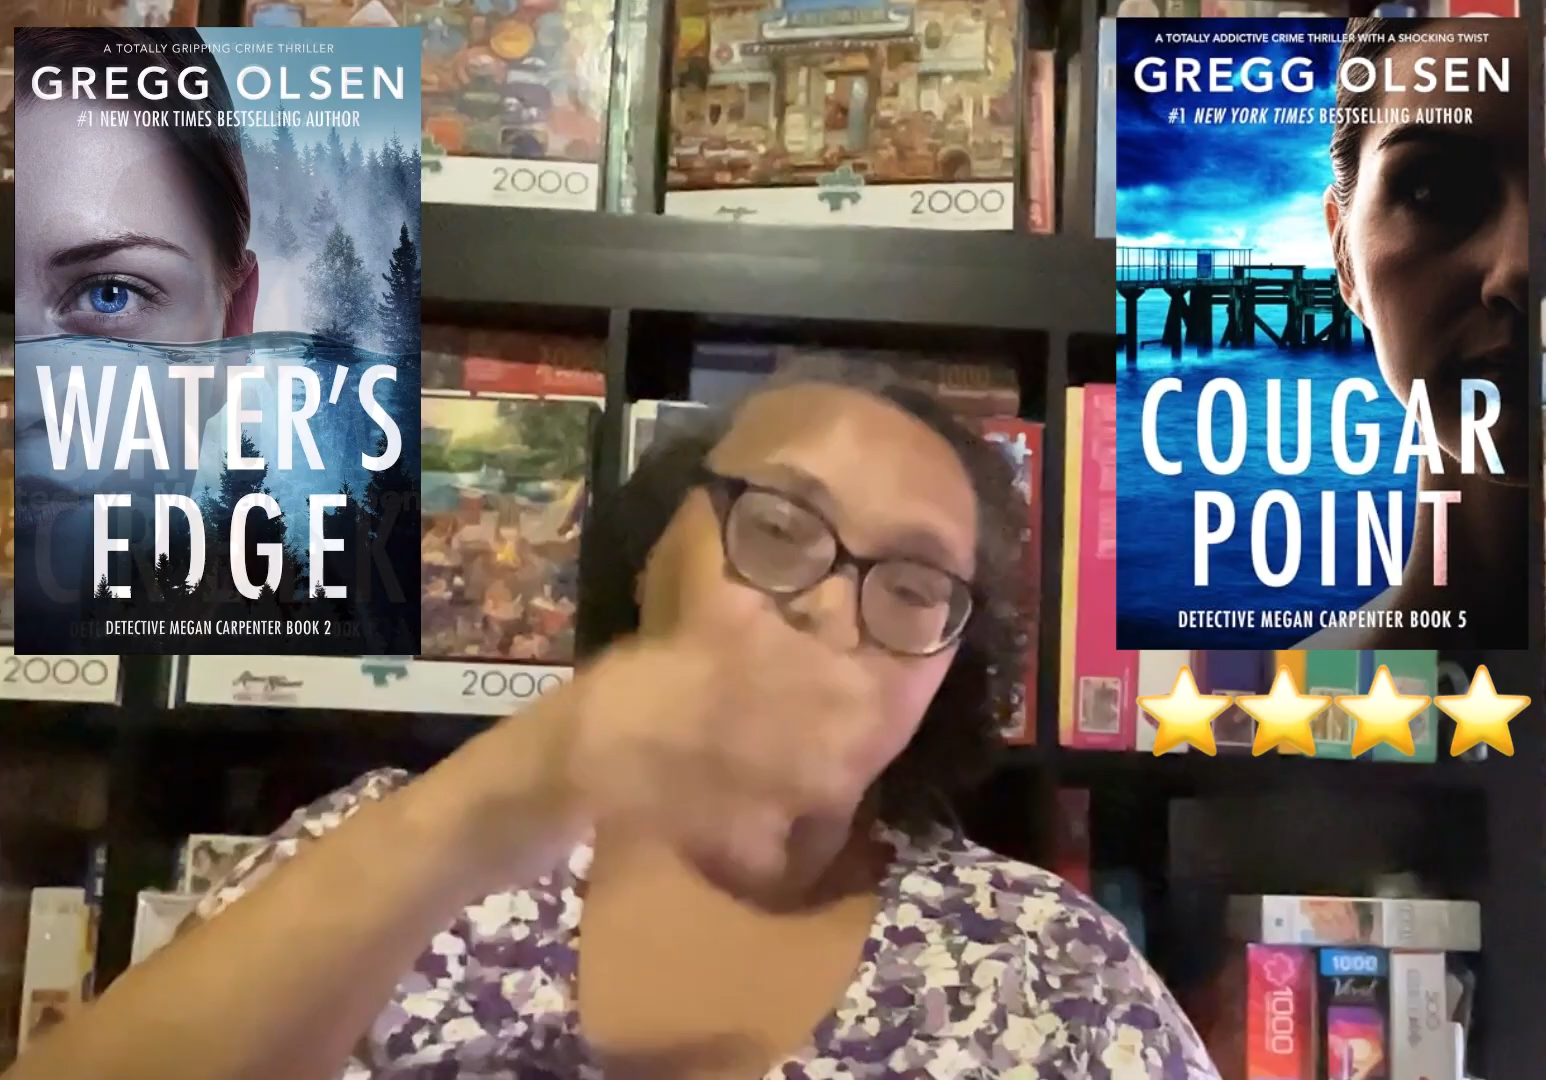 A TOTALLY GRIPPING CRIME THRILLER
GREGG OLSEN
#1 NEW YORK TIMES BESTSELLING AUTHOR
WATER'S
EDGE
DETECTIVE MEGAN CARPENTER BOOK 2
A TOTALLY ADDICTIVE CRIME THRILLER WITH A SHOCKING TWIST
GREGG OLSEN
#1 NEW YORK TIMES BESTSELLING AUTHOR
COUGAR
POINT
DETECTIVE MEGAN CARPENTER BOOK 5
2000
2000
2000
2000
1000
1000